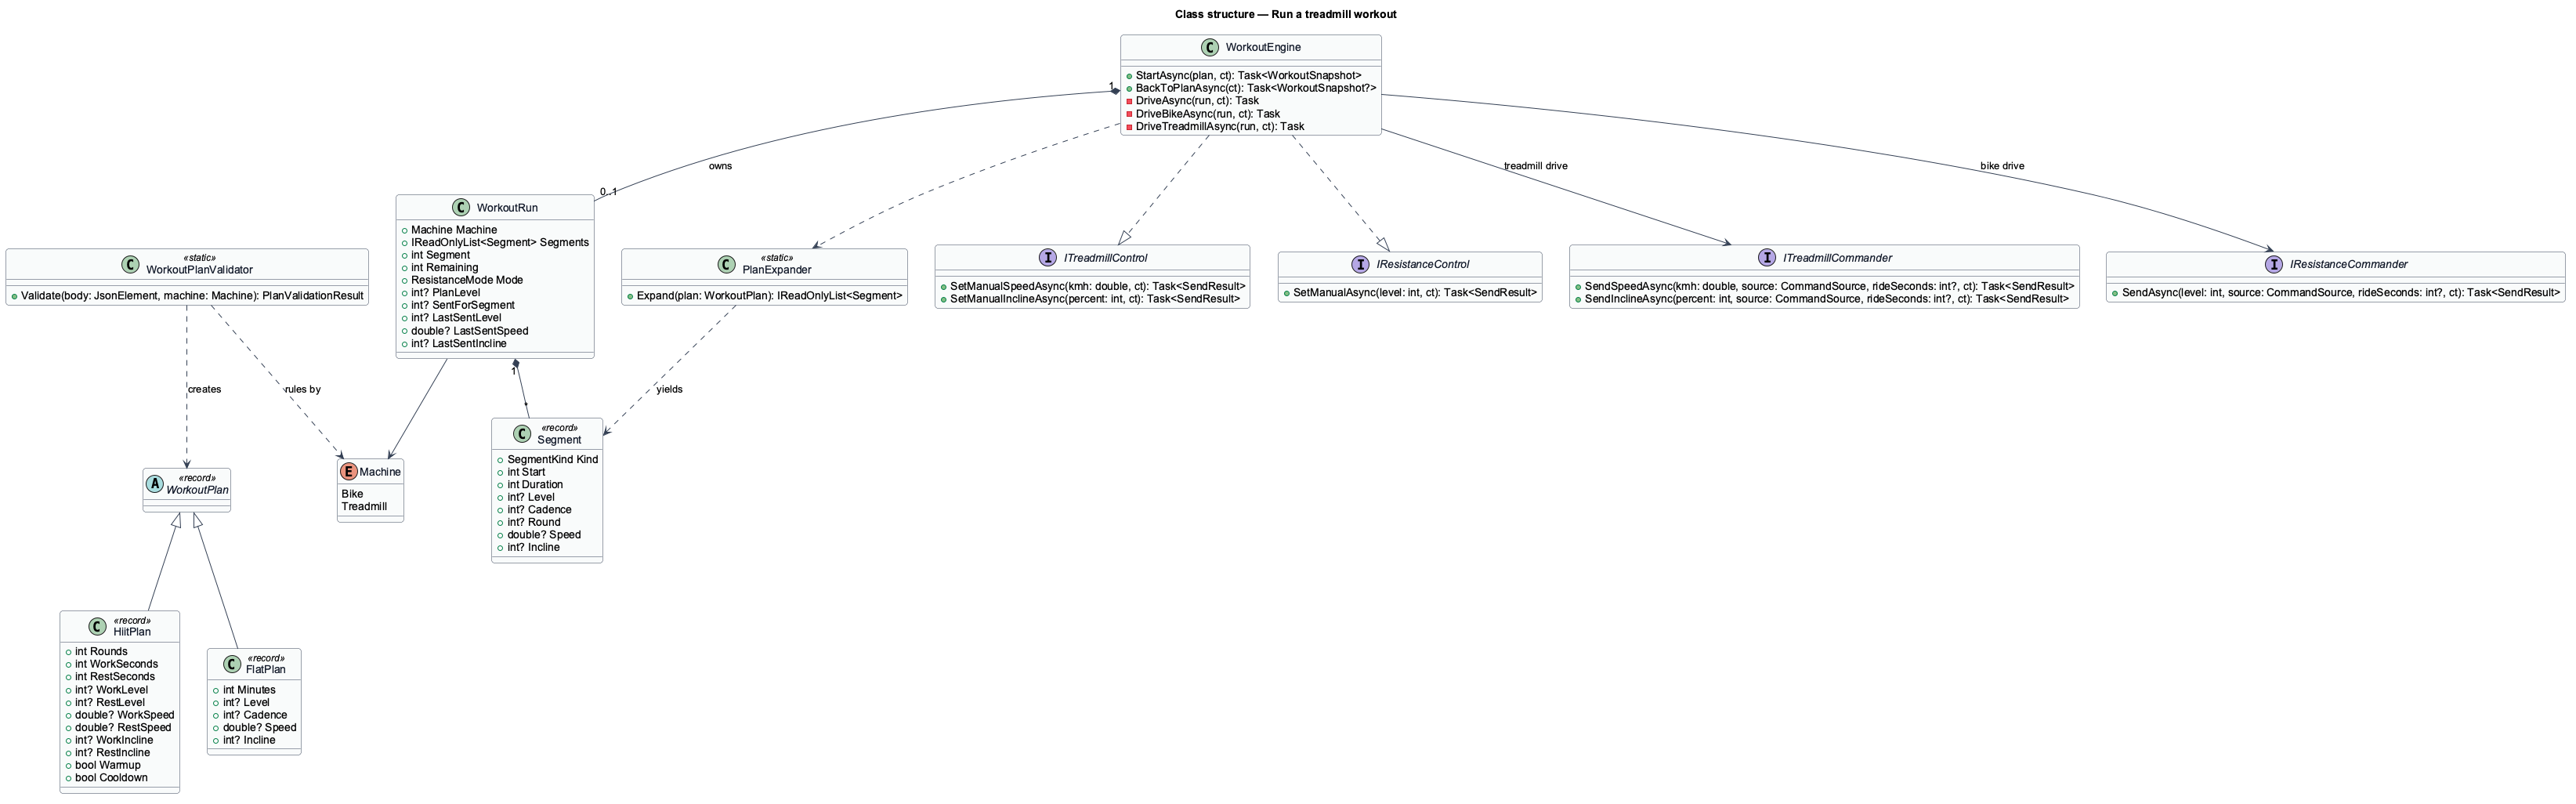 Class structure — Run a treadmill workout
C WorkoutEngine
StartAsync(plan, ct): Task<WorkoutSnapshot>
BackToPlanAsync(ct): Task<WorkoutSnapshot?>
DriveAsync(run, ct): Task
DriveBikeAsync(run, ct): Task
DriveTreadmillAsync(run, ct): Task
1
owns
treadmill drive
bike drive
0..1
C WorkoutRun
Machine Machine
IReadOnlyList<Segment> Segments
int Segment
int Remaining
ResistanceMode Mode
int? PlanLevel
int? SentForSegment
int? LastSentLevel
double? LastSentSpeed
int? LastSentIncline
«static»
C WorkoutPlanValidator
Validate(body: JsonElement, machine: Machine): PlanValidationResult
«static»
C PlanExpander
Expand(plan: WorkoutPlan): IReadOnlyList<Segment>
I ITreadmillControl
SetManualSpeedAsync(kmh: double, ct): Task<SendResult>
SetManualInclineAsync(percent: int, ct): Task<SendResult>
I IResistanceControl
SetManualAsync(level: int, ct): Task<SendResult>
I ITreadmillCommander
SendSpeedAsync(kmh: double, source: CommandSource, rideSeconds: int?, ct): Task<SendResult>
SendInclineAsync(percent: int, source: CommandSource, rideSeconds: int?, ct): Task<SendResult>
I IResistanceCommander
SendAsync(level: int, source: CommandSource, rideSeconds: int?, ct): Task<SendResult>
creates
rules by
1
*
yields
«record»
A WorkoutPlan
E Machine
Bike
Treadmill
«record»
C Segment
SegmentKind Kind
int Start
int Duration
int? Level
int? Cadence
int? Round
double? Speed
int? Incline
«record»
C HiitPlan
int Rounds
int WorkSeconds
int RestSeconds
int? WorkLevel
int? RestLevel
double? WorkSpeed
double? RestSpeed
int? WorkIncline
int? RestIncline
bool Warmup
bool Cooldown
«record»
C FlatPlan
int Minutes
int? Level
int? Cadence
double? Speed
int? Incline